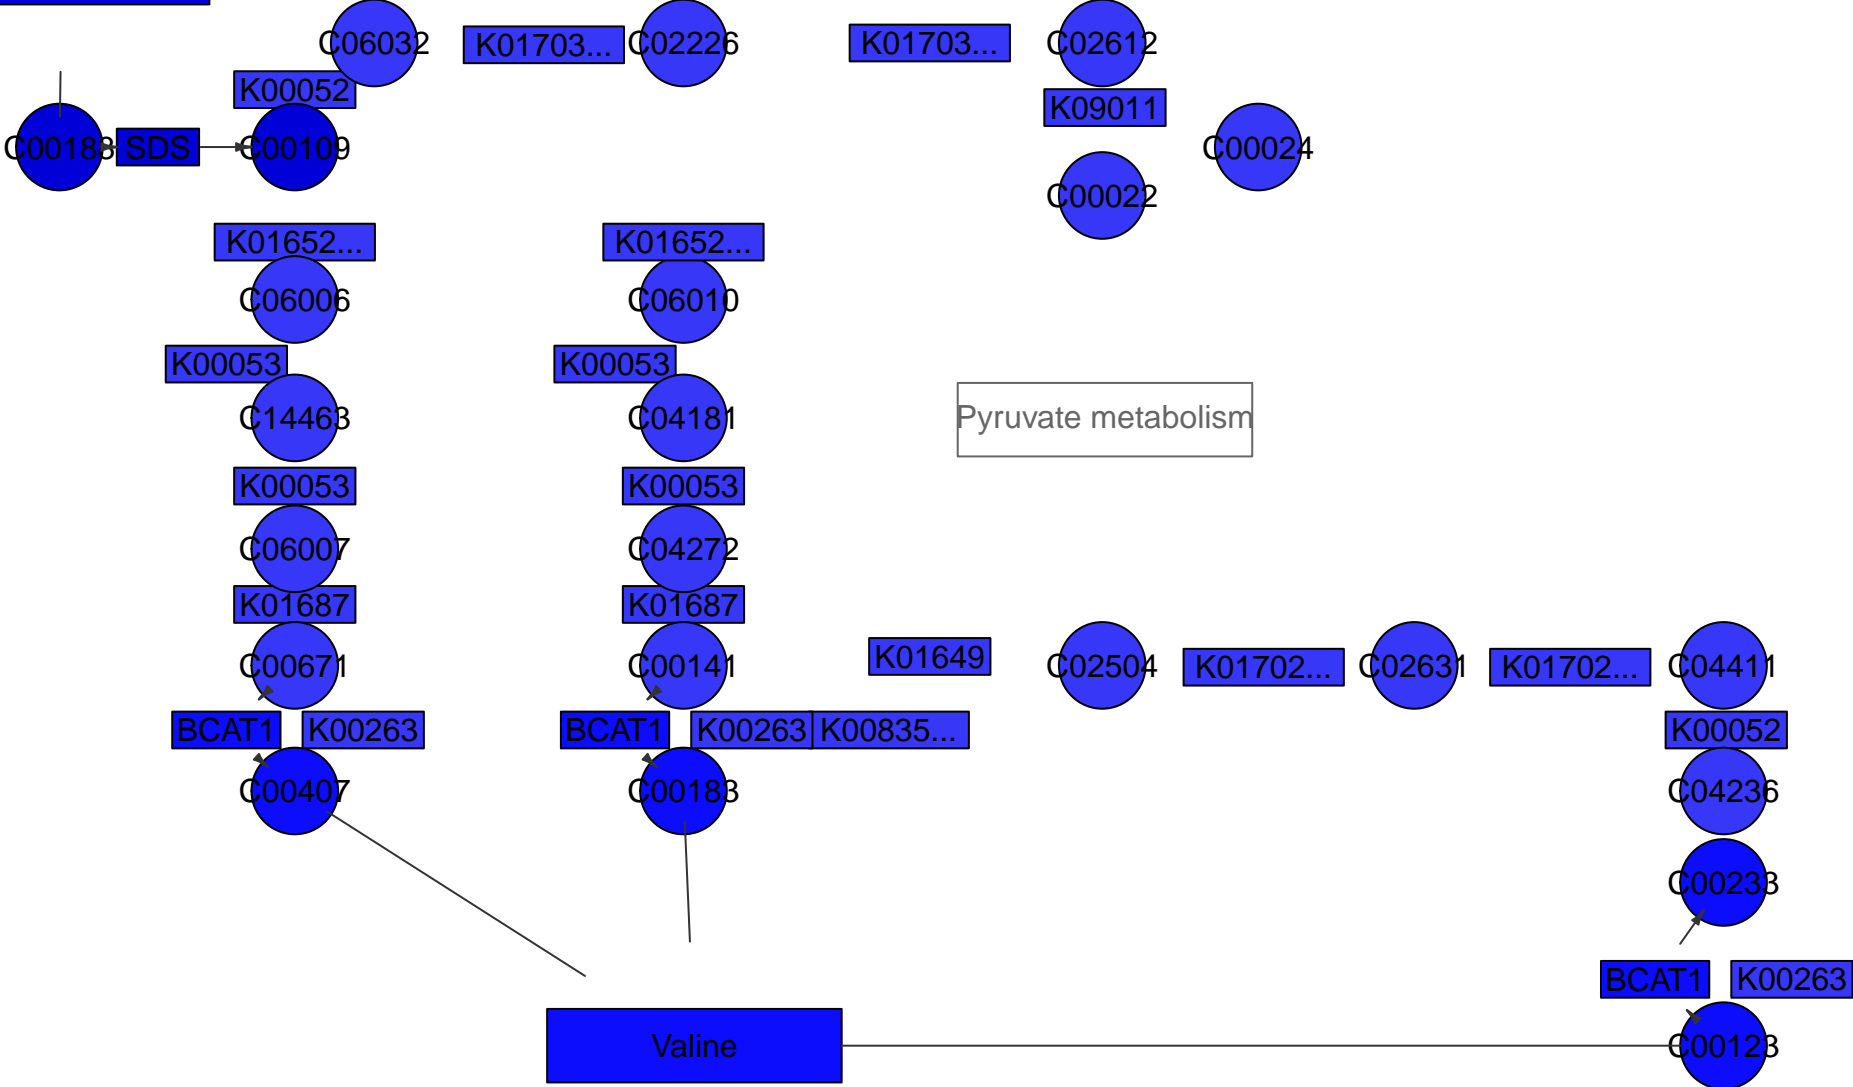 C06032
K01703...
C02226
K01703...
C02612
K00052
K09011
C00188
SDS
C00109
C00024
C00022
K01652...
K01652...
C06006
C06010
K00053
K00053
C14463
C04181
Pyruvate metabolism
K00053
K00053
C06007
C04272
K01687
K01687
C00671
C00141
K01649
C02504
K01702...
C02631
K01702...
C04411
BCAT1
K00263
BCAT1
K00263
K00835...
K00052
C00407
C00183
C04236
C00233
BCAT1
K00263
Valine
C00123